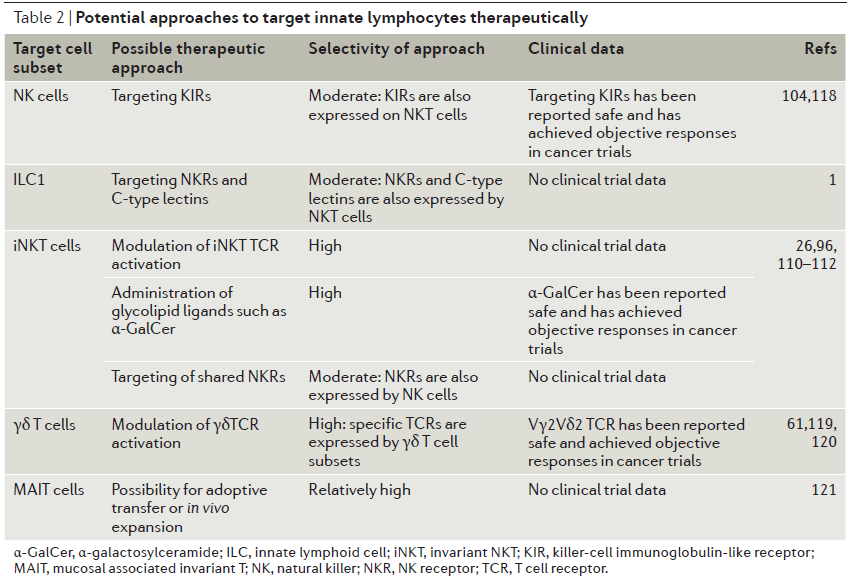 Table 2 | Potential approaches to target innate lymphocytes therapeutically
Target cell subset | Possible therapeutic approach | Selectivity of approach | Clinical data | Refs
NK cells | Targeting KIRs | Moderate: KIRs are also expressed on NKT cells | Targeting KIRs has been reported safe and has achieved objective responses in cancer trials | 104,118
ILC1 | Targeting NKRs and C-type lectins | Moderate: NKRs and C-type lectins are also expressed by NKT cells | No clinical trial data | 1
iNKT cells | Modulation of iNKT TCR activation | High | No clinical trial data | 26,96, 110–112
Administration of glycolipid ligands such as α-GalCer | High | α-GalCer has been reported safe and has achieved objective responses in cancer trials
Targeting of shared NKRs | Moderate: NKRs are also expressed by NK cells | No clinical trial data
γδ T cells | Modulation of γδTCR activation | High: specific TCRs are expressed by γδ T cell subsets | Vγ2Vδ2 TCR has been reported safe and achieved objective responses in cancer trials | 61,119, 120
MAIT cells | Possibility for adoptive transfer or in vivo expansion | Relatively high | No clinical trial data | 121
α-GalCer, α-galactosylceramide; ILC, innate lymphoid cell; iNKT, invariant NKT; KIR, killer-cell immunoglobulin-like receptor;
MAIT, mucosal associated invariant T; NK, natural killer; NKR, NK receptor; TCR, T cell receptor.